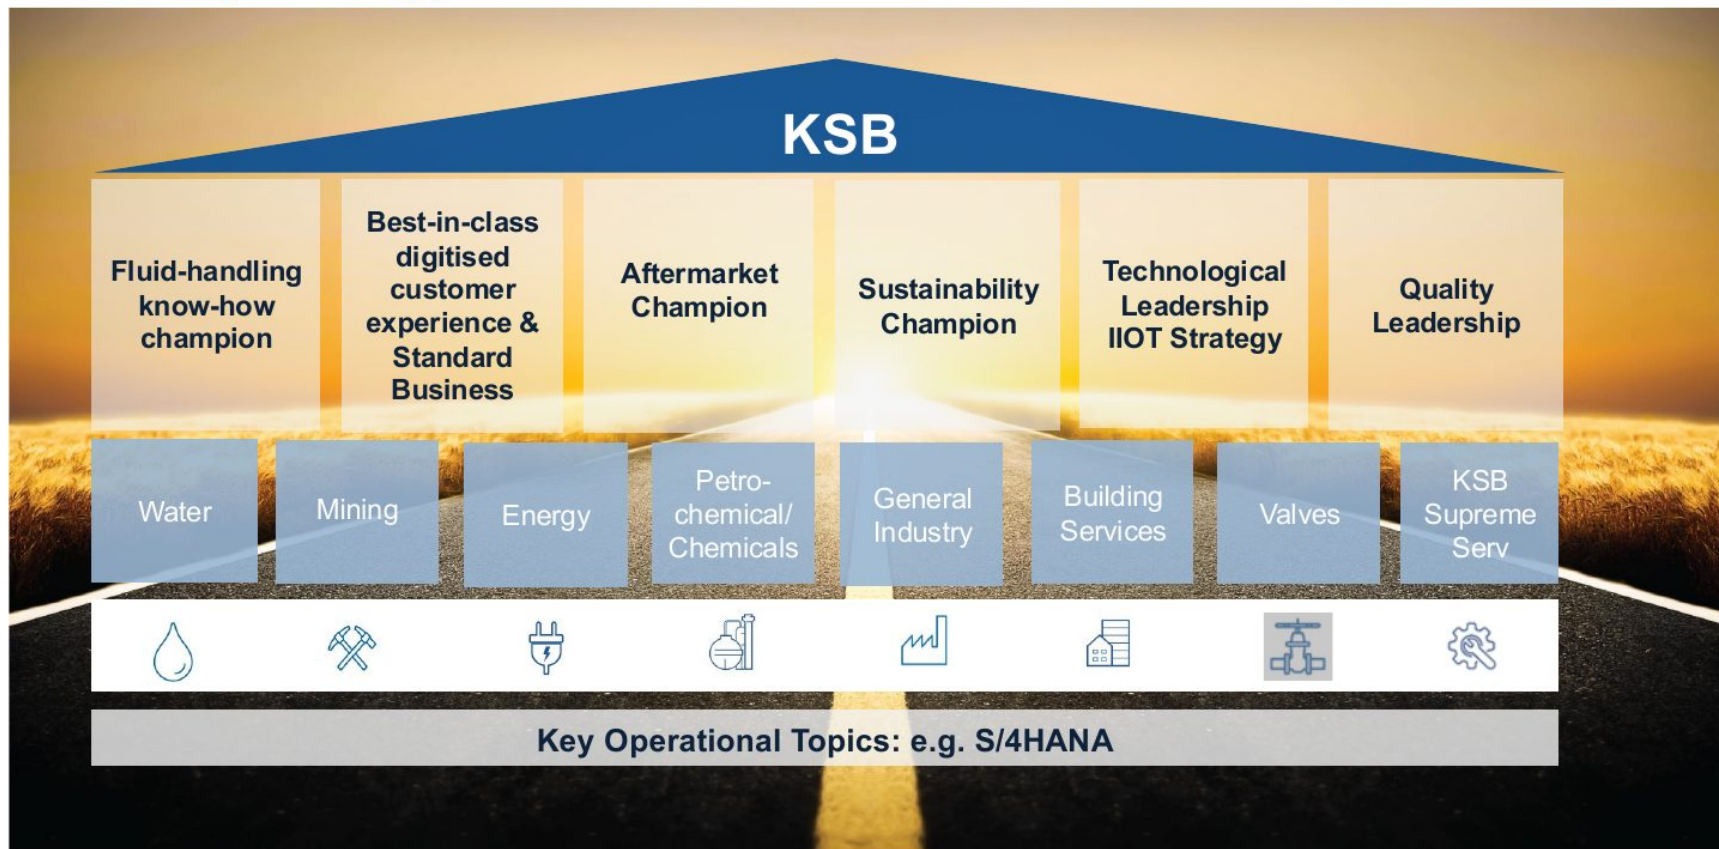 KSB
Fluid-handling
know-how
champion
Best-in-class
digitised
customer
experience &
Standard
Business
Aftermarket
Champion
Sustainability
Champion
Technological
Leadership
IIOT Strategy
Quality
Leadership
Water
Mining
Energy
Petro-
chemical/
Chemicals
General
Industry
Building
Services
Valves
KSB
Supreme
Serv
Key Operational Topics: e.g. S/4HANA